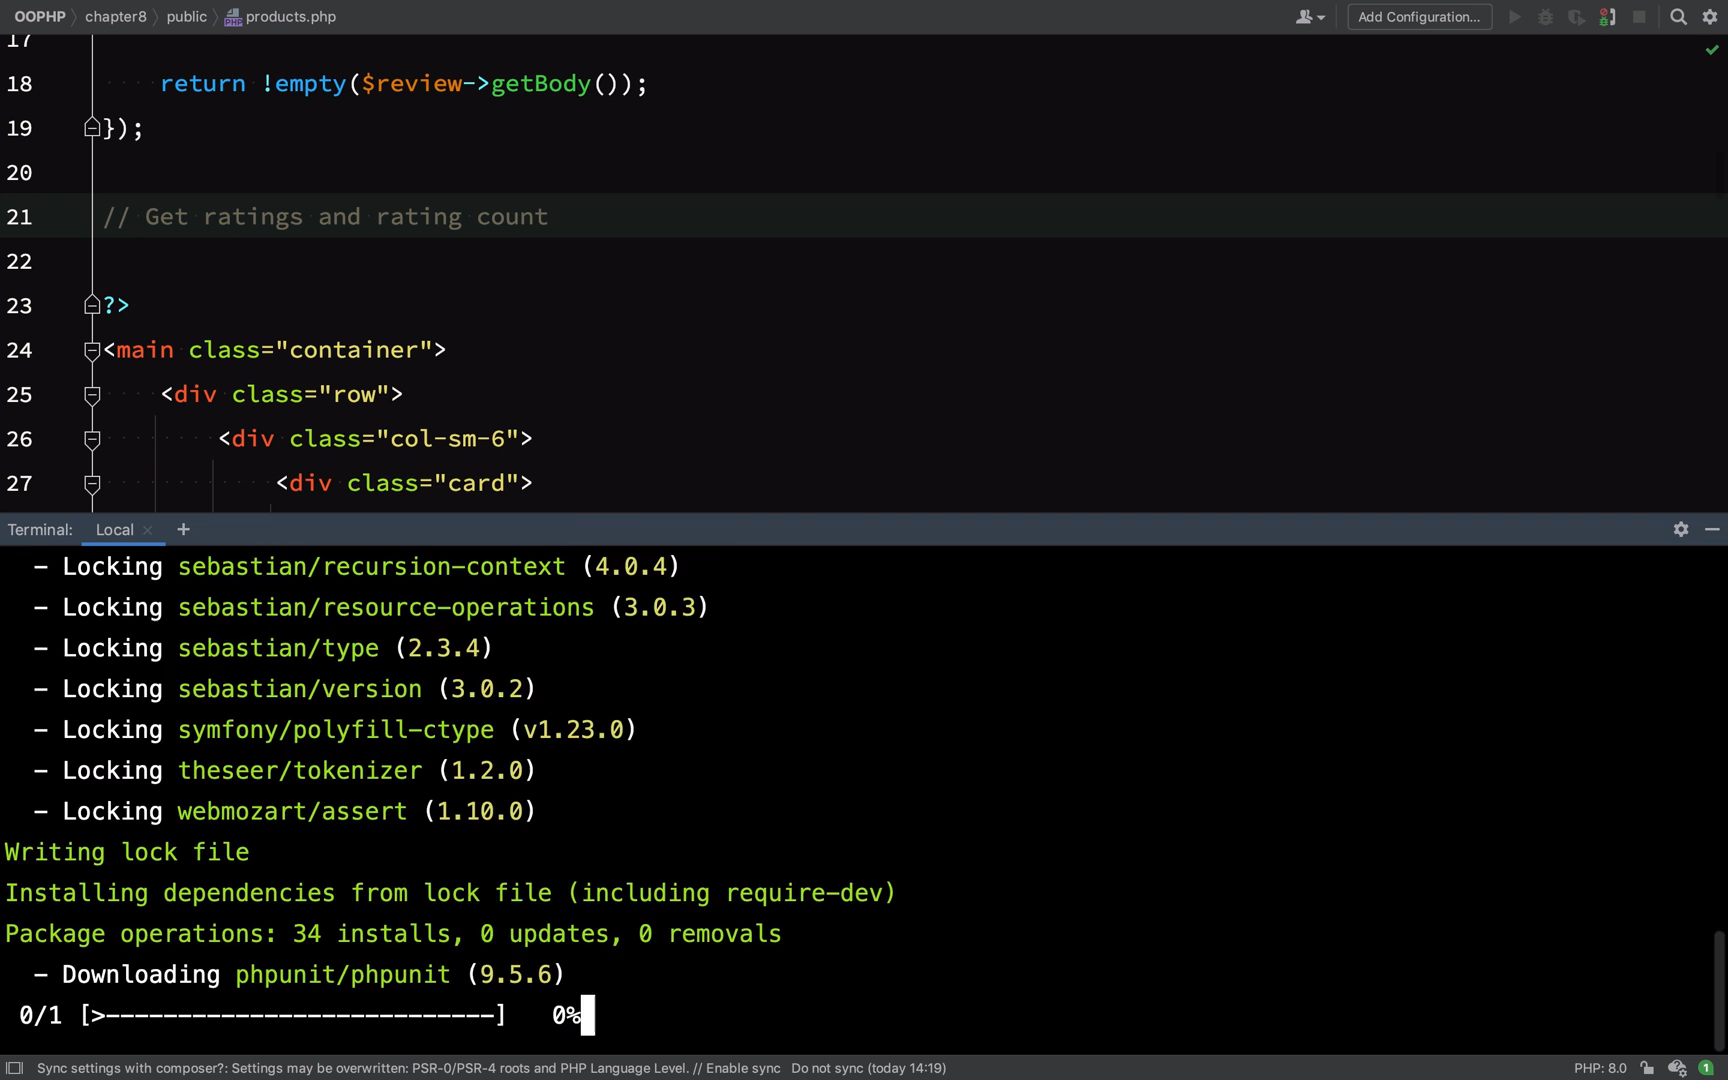 OOPHP chapter8 public products.php Add Configuration...
17
18 return !empty($review->getBody());
19 });
20
21 // Get ratings and rating count
22
23 ?>
24 <main class="container">
25 <div class="row">
26 <div class="col-sm-6">
27 <div class="card">
Terminal: Local × +
- Locking sebastian/recursion-context (4.0.4)
- Locking sebastian/resource-operations (3.0.3)
- Locking sebastian/type (2.3.4)
- Locking sebastian/version (3.0.2)
- Locking symfony/polyfill-ctype (v1.23.0)
- Locking theseer/tokenizer (1.2.0)
- Locking webmozart/assert (1.10.0)
Writing lock file
Installing dependencies from lock file (including require-dev)
Package operations: 34 installs, 0 updates, 0 removals
- Downloading phpunit/phpunit (9.5.6)
0/1 [>---------------------------] 0%
Sync settings with composer?: Settings may be overwritten: PSR-0/PSR-4 roots and PHP Language Level. // Enable sync Do not sync (today 14:19) PHP: 8.0 1